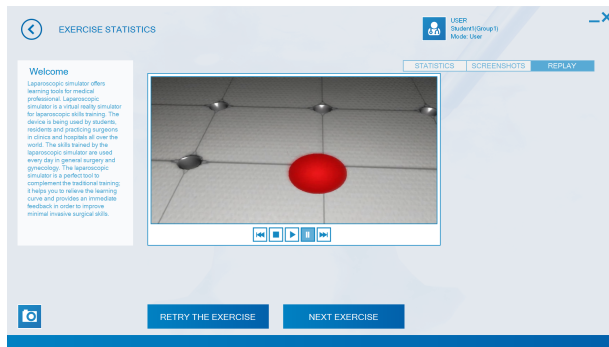 EXERCISE STATISTICS
USER
Student1(Group1)
Mode: User
STATISTICS
SCREENSHOTS
REPLAY
Welcome
Laparoscopic simulator offers
learning tools for medical
professional. Laparoscopic
simulator is a virtual reality simulator
for laparoscopic skills training. The
device is being used by students,
residents and practicing surgeons
in clinics and hospitals all over the
world. The skills trained by the
laparoscopic simulator are used
every day in general surgery and
gynecology. The leparoscopic
simulator is a perfect tool to
complement the traditional training;
it helps you to relieve the learning
curve and provides an immediate
feedback in order to improve
minimal invasive surgical skills.
RETRY THE EXERCISE
NEXT EXERCISE